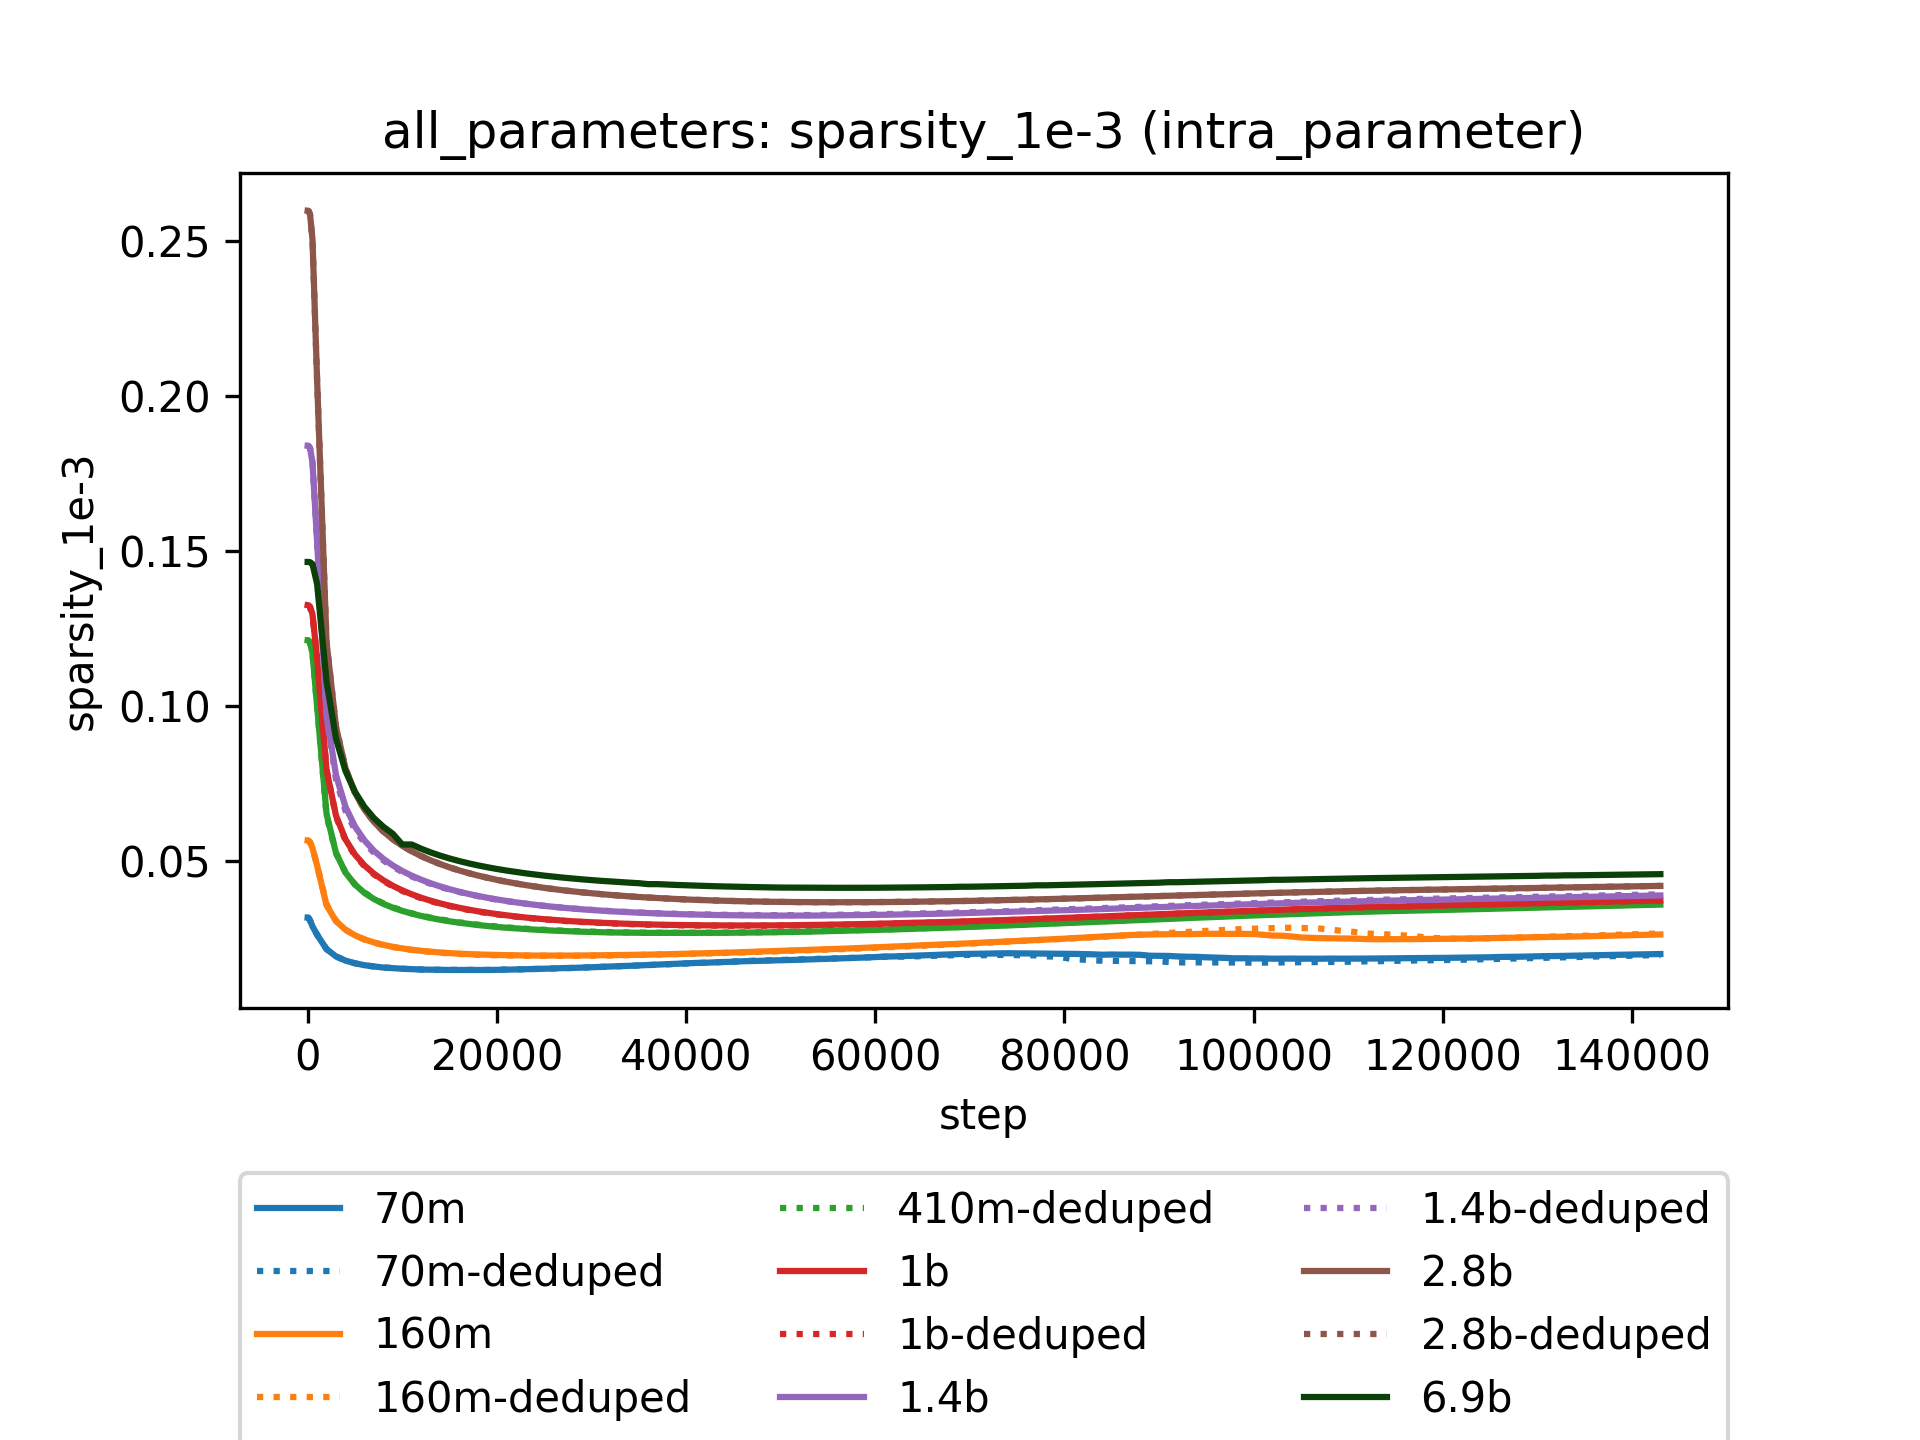 all_parameters: sparsity_1e-3 (intra_parameter)
sparsity_1e-3
0.25
0.20
0.15
0.10
0.05
0 20000 40000 60000 80000 100000 120000 140000
step
70m
70m-deduped
160m
160m-deduped
410m-deduped
1b
1b-deduped
1.4b
1.4b-deduped
2.8b
2.8b-deduped
6.9b